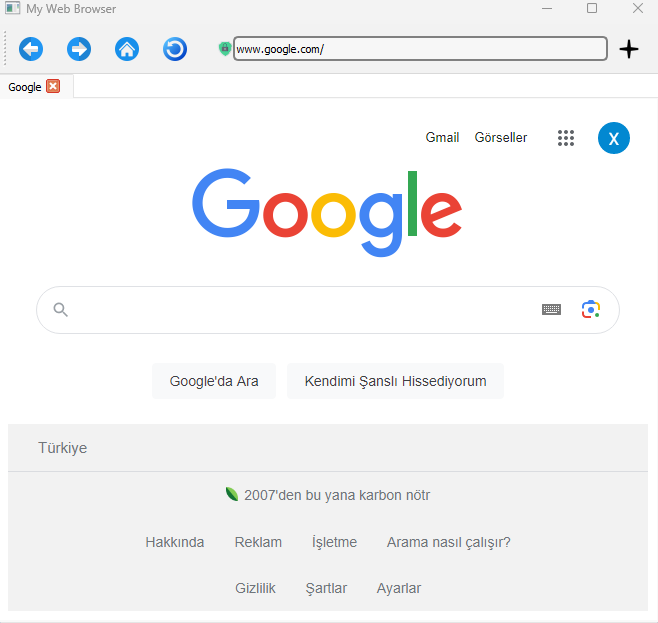 My Web Browser
www.google.com/
Google
Gmail Görseller
X
Google
Google'da Ara Kendimi Şanslı Hissediyorum
Türkiye
2007'den bu yana karbon nötr
Hakkında Reklam İşletme Arama nasıl çalışır?
Gizlilik Şartlar Ayarlar